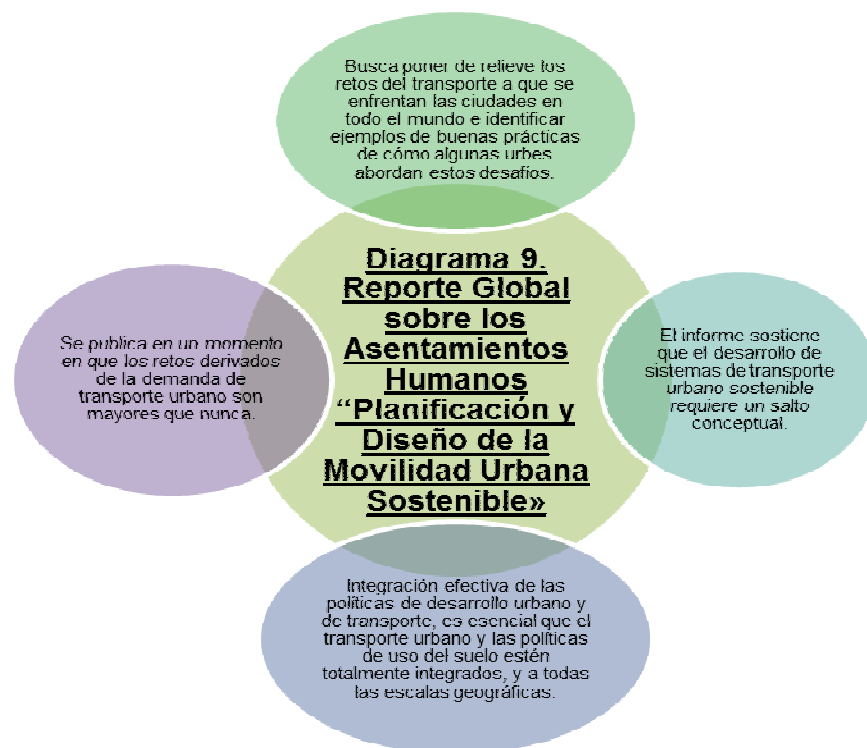 Busca poner de relieve los
retos del transporte a que se
enfrentan las ciudades en
todo el mundo e identificar
ejemplos de buenas prácticas
de cómo algunas urbes
abordan estos desafíos.
Diagrama 9.
Reporte Global
sobre los
Asentamientos
Humanos
“Planificación y
Diseño de la
Movilidad Urbana
Sostenible»
Se publica en un momento
en que los retos derivados
de la demanda de
transporte urbano son
mayores que nunca.
El informe sostiene
que el desarrollo de
sistemas de transporte
urbano sostenible
requiere un salto
conceptual.
Integración efectiva de las
políticas de desarrollo urbano y
de transporte, es esencial que el
transporte urbano y las políticas
de uso del suelo estén
totalmente integrados, y a todas
las escalas geográficas.